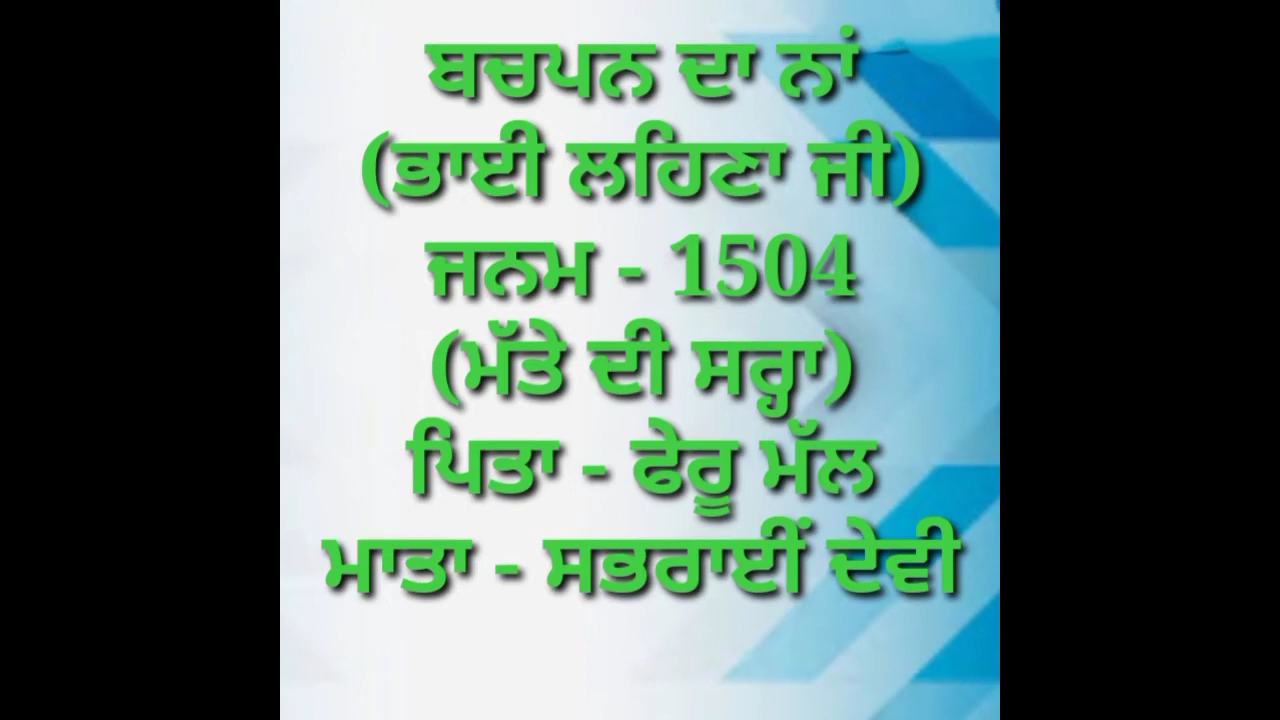 ਬਚਪਨ ਦਾ ਨਾਂ
(ਭਾਈ ਲਹਿਣਾ ਜੀ)
ਜਨਮ - 1504
(ਮੱਤੇ ਦੀ ਸਰ੍ਹਾ)
ਪਿਤਾ - ਫੇਰੂ ਮੱਲ
ਮਾਤਾ - ਸਭਰਾਈਂ ਦੇਵੀ